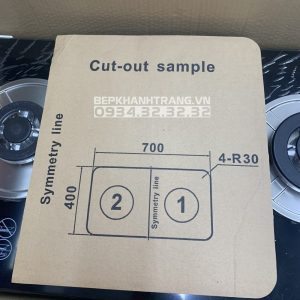 Cut-out sample
BEPKHANHTRANG.VN
0934.32.32.32
Symmetry line
700
4-R30
400
2
Symmetry line
1